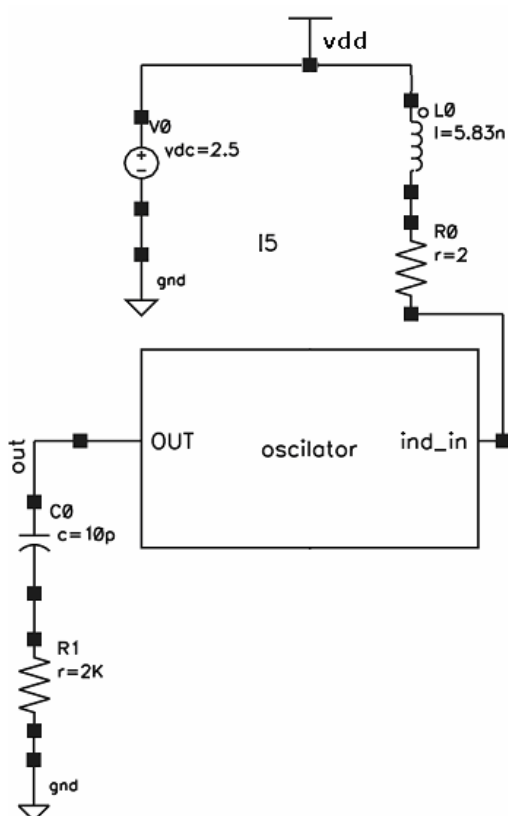 vdd
V0
vdc=2.5
L0
l=5.83n
I5
R0
r=2
gnd
OUT
oscilator
ind_in
out
C0
c=10p
R1
r=2K
gnd